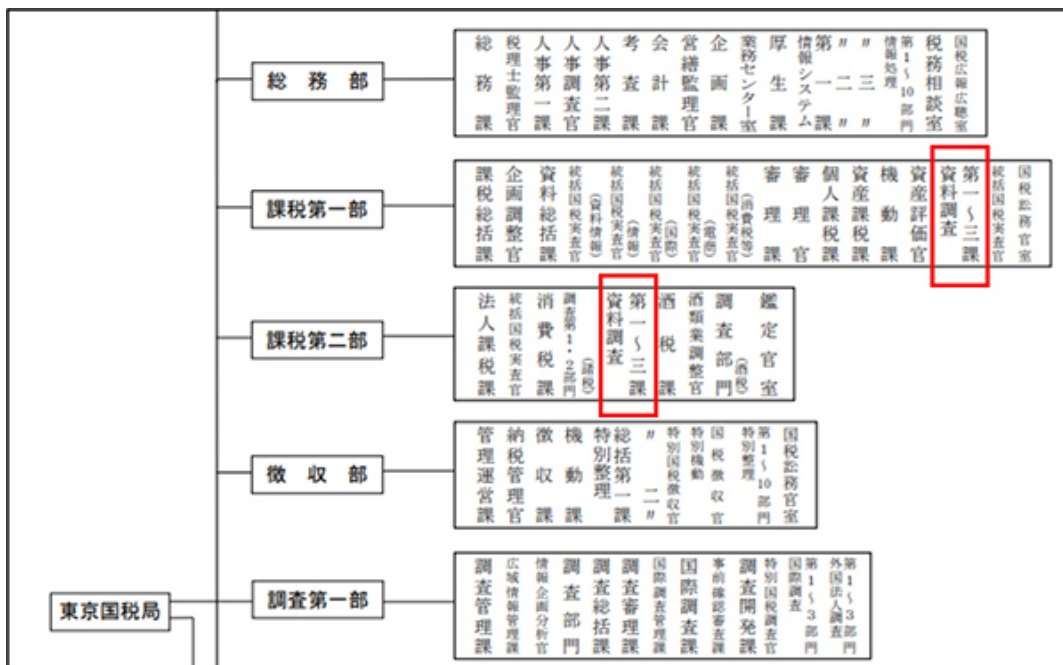 総務部
総務課
税理士監理官
人事第一課
人事調査官
人事第二課
考査課
会計課
営繕監理官
企画課
業務センター室
厚生課
情報システム
第一課
〃二〃
〃三〃
情報処理
第1～10部門
税務相談室
国税広報広聴室
課税第一部
課税総括課
企画調整官
資料総括課
統括国税実査官
(資料情報)
統括国税実査官
(情報)
統括国税実査官
(国際)
統括国税実査官
(電商)
統括国税実査官
(消費税等)
審理課
審理官
個人課税課
資産課税課
機動課
資産評価官
資料調査
第一～三課
統括国税実査官
国税訟務官室
課税第二部
法人課税課
統括国税実査官
消費税課
調査第1・2部門
(諸税)
資料調査
第一～三課
酒税課
酒類業調整官
調査部門
(酒税)
鑑定官室
徴収部
管理運営課
納税管理官
徴収課
機動課
特別整理
総括第一課
〃二〃
特別国税徴収官
特別機動
国税徴収官
特別整理
第1～10部門
国税訟務官室
東京国税局
調査第一部
調査管理課
広域情報管理課
情報企画分析官
調査部門
調査総括課
調査審理課
国際調査管理課
国際調査課
事前確認審査課
調査開発課
特別国税調査官
国際調査
第1～3部門
外国法人調査
第1～3部門